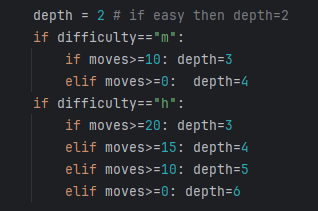 depth = 2 # if easy then depth=2
if difficulty=="m":
    if moves>=10: depth=3
    elif moves>=0:  depth=4
if difficulty=="h":
    if moves>=20: depth=3
    elif moves>=15: depth=4
    elif moves>=10: depth=5
    elif moves>=0: depth=6